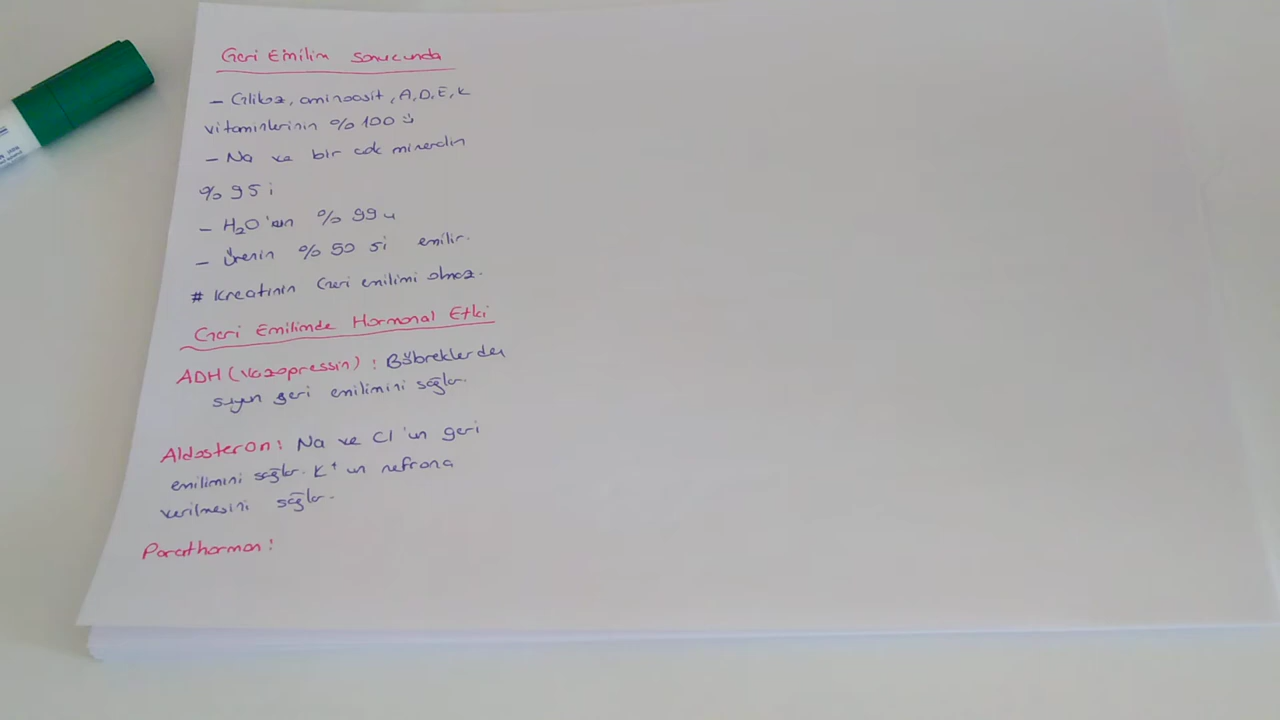 Geri Emilim sonucunda
- Glikoz, aminoasit, A, D, E, K
vitaminlerinin %100 ü
- Na ve bir çok mineralin
%95 i
- H₂O'nun %99 u
- Ürenin %50 si emilir.
# Kreatinin Geri emilimi olmaz.
Geri Emilimde Hormonal Etki
ADH (Vazopressin) : Böbreklerden
suyun geri emilimini sağlar.
Aldosteron : Na ve Cl 'un geri
emilimini sağlar. K⁺ un nefrona
verilmesini sağlar.
Parathormon :